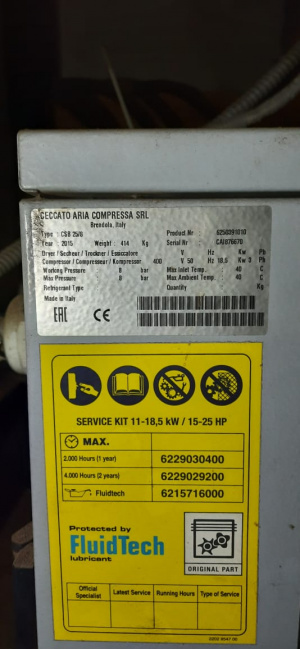 CECCATO ARIA COMPRESSA SRL
Brendola, Italy
Type : CSB 25/8 Product Nr : 6250391010
Year : 2015 Weight : 414 Kg Serial Nr : CAI876670
Dryer / Secheur / Trockner / Essiccatore V Hz Kw Ph
Compressor / Compresseur / Kompressor 400 V 50 Hz 18,5 Kw 3 Ph
Working Pressure 8 bar Max Inlet Temp. : 40 C
Max Pressure 8 bar Max Ambient Temp. : 40 C
Refrigerant Type Quantity Kg
Made in Italy
EAC CE
SERVICE KIT 11-18,5 kW / 15-25 HP
MAX.
2.000 Hours (1 year) 6229030400
4.000 Hours (2 years) 6229029200
Fluidtech 6215716000
Protected by
FluidTech
lubricant
ORIGINAL PART
Official Specialist Latest Service Running Hours Type of Service